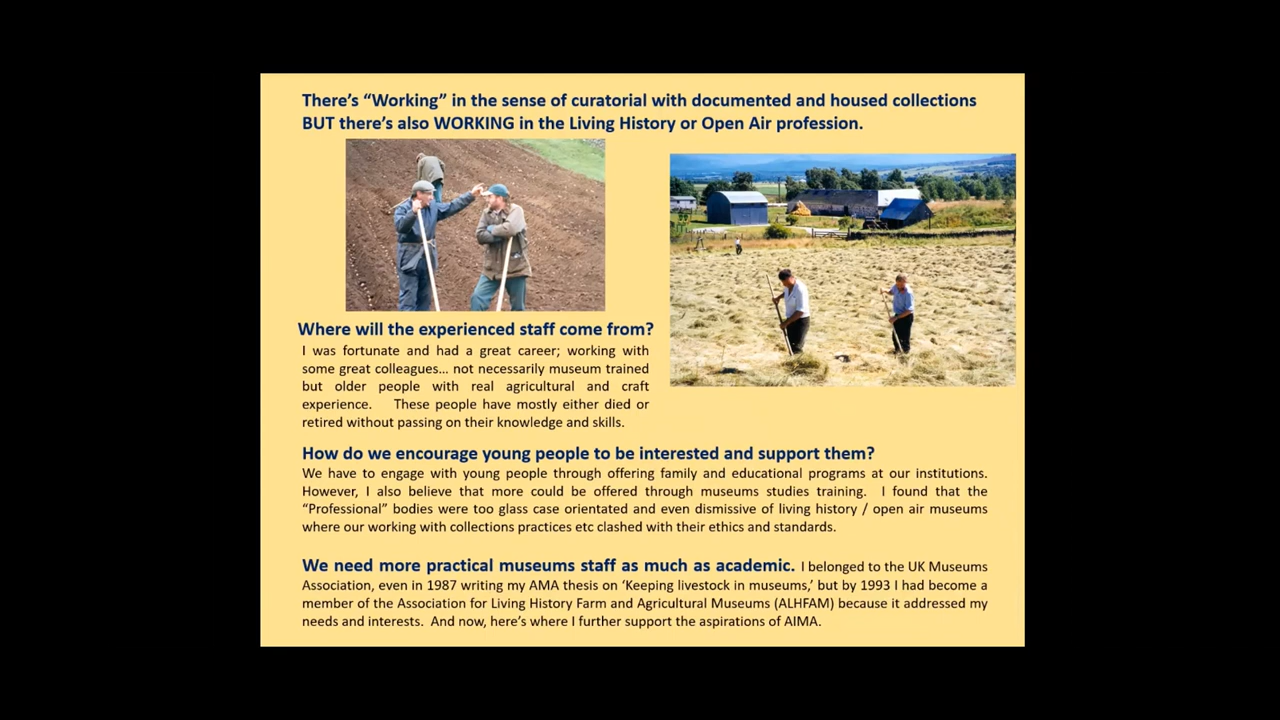 There’s “Working” in the sense of curatorial with documented and housed collections
BUT there’s also WORKING in the Living History or Open Air profession.
Where will the experienced staff come from?
I was fortunate and had a great career; working with
some great colleagues… not necessarily museum trained
but older people with real agricultural and craft
experience. These people have mostly either died or
retired without passing on their knowledge and skills.
How do we encourage young people to be interested and support them?
We have to engage with young people through offering family and educational programs at our institutions.
However, I also believe that more could be offered through museums studies training. I found that the
“Professional” bodies were too glass case orientated and even dismissive of living history / open air museums
where our working with collections practices etc clashed with their ethics and standards.
We need more practical museums staff as much as academic. I belonged to the UK Museums
Association, even in 1987 writing my AMA thesis on ‘Keeping livestock in museums,’ but by 1993 I had become a
member of the Association for Living History Farm and Agricultural Museums (ALHFAM) because it addressed my
needs and interests. And now, here’s where I further support the aspirations of AIMA.